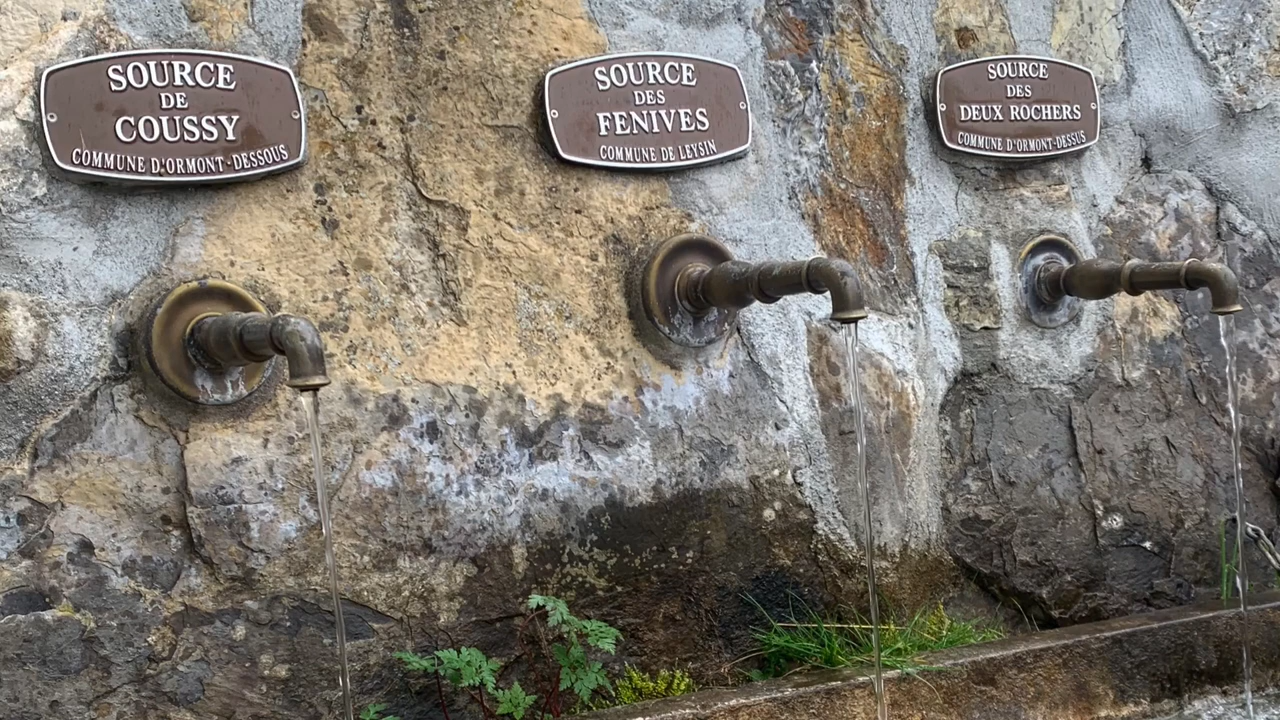 SOURCE
DE
COUSSY
COMMUNE D'ORMONT-DESSOUS
SOURCE
DES
FENIVES
COMMUNE DE LEYSIN
SOURCE
DES
DEUX ROCHERS
COMMUNE D'ORMONT-DESSUS